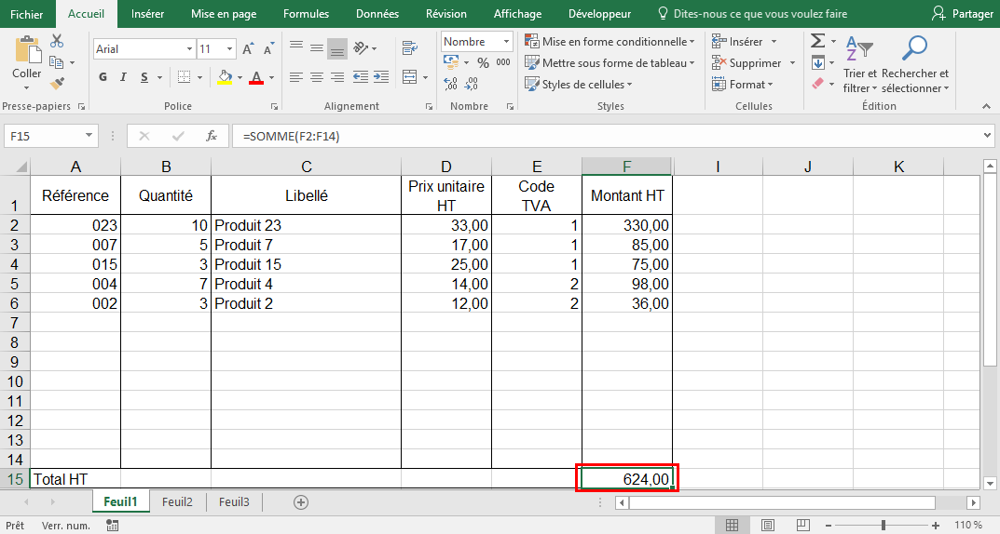 Fichier Accueil Insérer Mise en page Formules Données Révision Affichage Développeur Dites-nous ce que vous voulez faire Partager
Coller
Presse-papiers
Arial 11
G I S
Police
Alignement
Nombre
% 000
,00 ,00
Nombre
Mise en forme conditionnelle
Mettre sous forme de tableau
Styles de cellules
Styles
Insérer
Supprimer
Format
Cellules
Trier et filtrer
Rechercher et sélectionner
Édition
F15 fx =SOMME(F2:F14)
A B C D E F I J K
1 Référence Quantité Libellé Prix unitaire HT Code TVA Montant HT
2 023 10 Produit 23 33,00 1 330,00
3 007 5 Produit 7 17,00 1 85,00
4 015 3 Produit 15 25,00 1 75,00
5 004 7 Produit 4 14,00 2 98,00
6 002 3 Produit 2 12,00 2 36,00
7
8
9
10
11
12
13
14
15 Total HT 624,00
Feuil1 Feuil2 Feuil3
Prêt Verr. num. 110 %